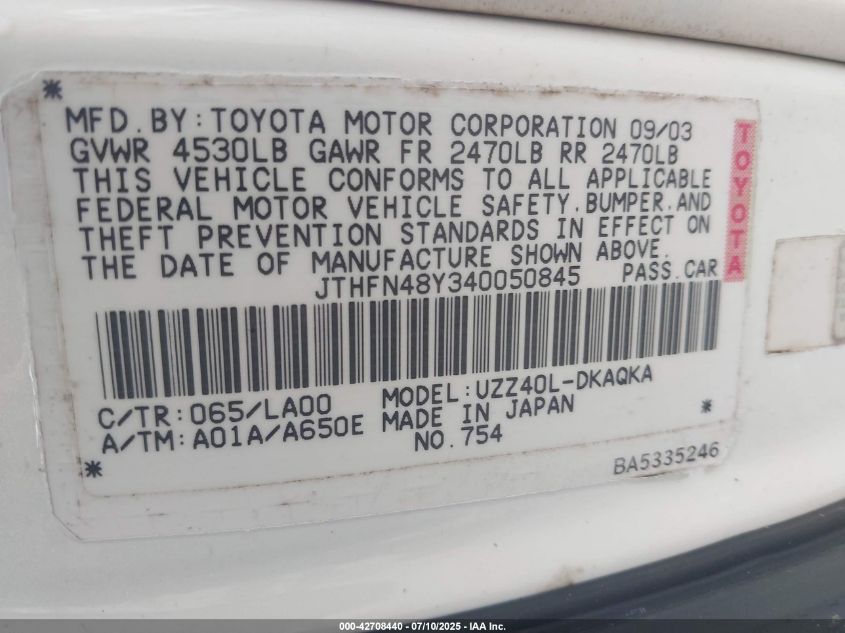 MFD. BY: TOYOTA MOTOR CORPORATION 09/03
GVWR 4530LB GAWR FR 2470LB RR 2470LB
THIS VEHICLE CONFORMS TO ALL APPLICABLE
FEDERAL MOTOR VEHICLE SAFETY, BUMPER, AND
THEFT PREVENTION STANDARDS IN EFFECT ON
THE DATE OF MANUFACTURE SHOWN ABOVE.
JTHFN48Y340050845 PASS. CAR
TOYOTA
C/TR: 065/LA00 MODEL: UZZ40L-DKAQKA
A/TM: A01A/A650E MADE IN JAPAN
NO. 754
BA5335246
000-42708440 - 07/10/2025 - IAA Inc.